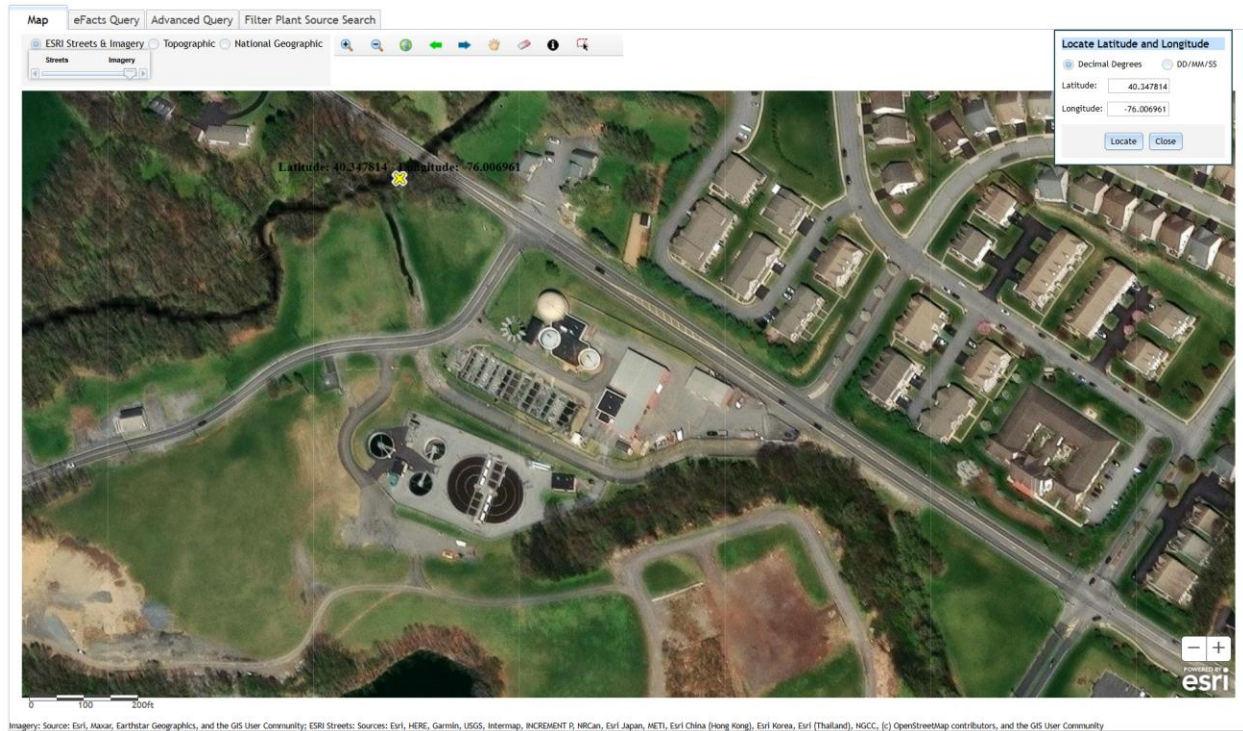 Map eFacts Query Advanced Query Filter Plant Source Search
ESRI Streets & Imagery Topographic National Geographic
Streets Imagery
Locate Latitude and Longitude
Decimal Degrees DD/MM/SS
Latitude: 40.347814
Longitude: -76.006961
Locate Close
Latitude: 40.347814 , Longitude: -76.006961
0 100 200ft
POWERED BY
esri
Imagery: Source: Esri, Maxar, Earthstar Geographics, and the GIS User Community; ESRI Streets: Sources: Esri, HERE, Garmin, USGS, Intermap, INCREMENT P, NRCan, Esri Japan, METI, Esri China (Hong Kong), Esri Korea, Esri (Thailand), NGCC, (c) OpenStreetMap contributors, and the GIS User Community